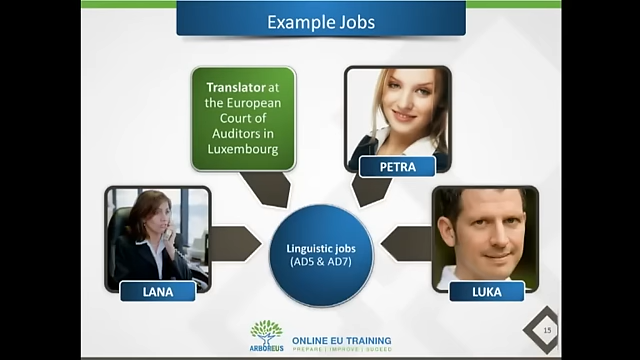 Example Jobs
Translator at
the European
Court of
Auditors in
Luxembourg
PETRA
Linguistic jobs
(AD5 & AD7)
LANA
LUKA
15
ARBOREUS
ONLINE EU TRAINING
PREPARE | IMPROVE | SUCEED